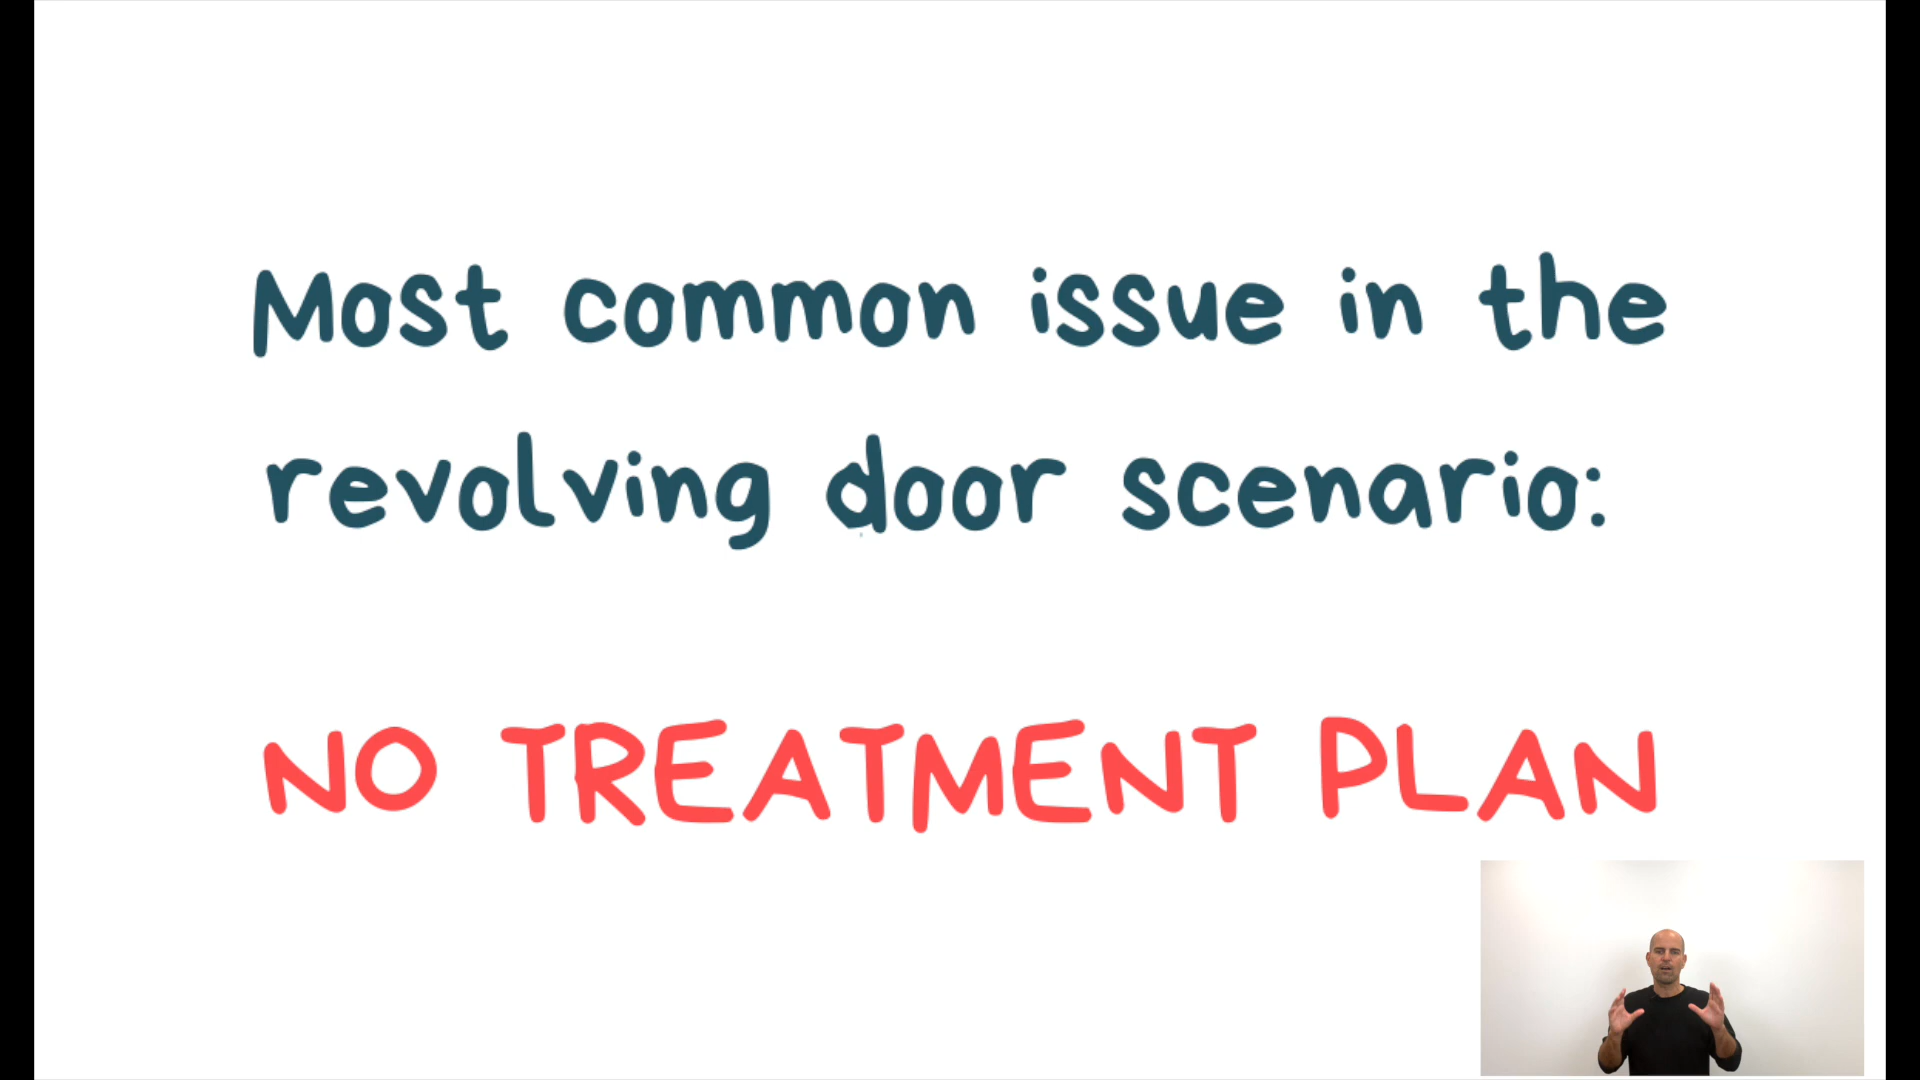 Most common issue in the
revolving door scenario:
NO TREATMENT PLAN